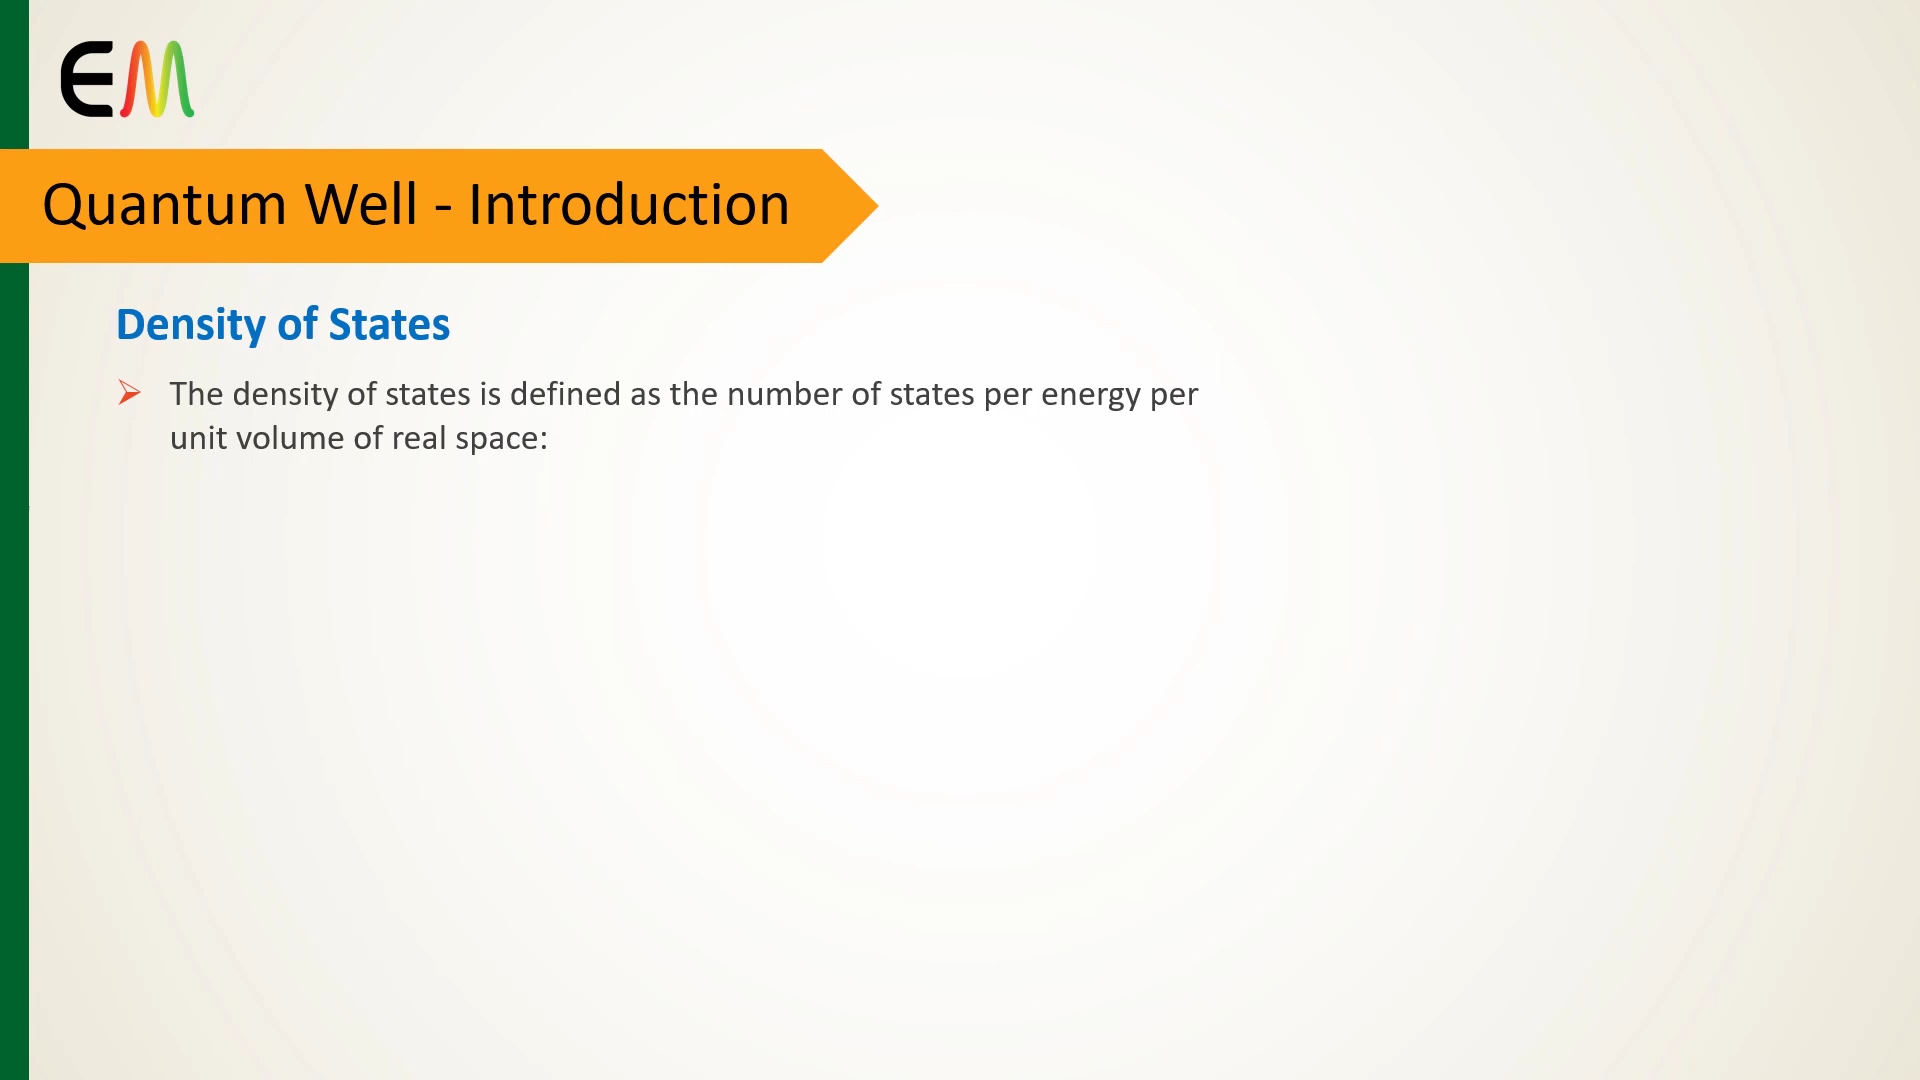 EM
Quantum Well - Introduction
Density of States
The density of states is defined as the number of states per energy per
unit volume of real space: